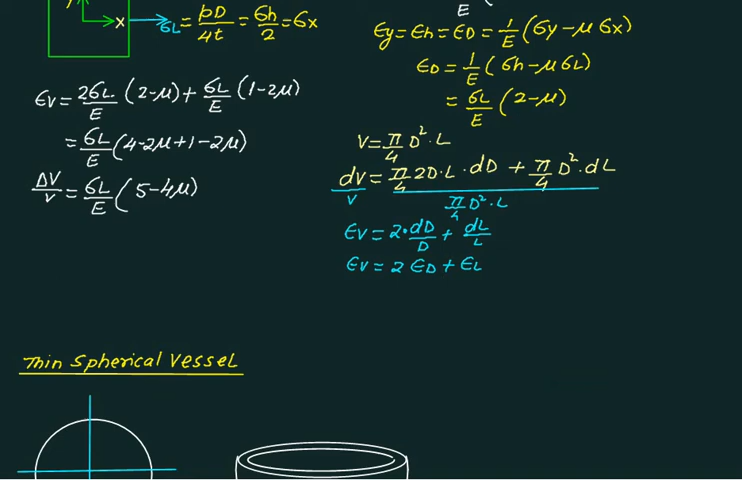 x
σL = pD/4t = σh/2 = σx
E
ϵy = ϵh = ϵD = 1/E (σy − μ σx)
ϵD = 1/E (σh − μ σL)
= σL/E (2 − μ)
ϵv = 2σL/E (2 − μ) + σL/E (1 − 2μ)
= σL/E (4 − 2μ + 1 − 2μ)
ΔV/V = σL/E (5 − 4μ)
V = π/4 D² · L
dV/V = π/4 2D · L · dD + π/4 D² · dL
π/4 D² · L
ϵv = 2 · dD/D + dL/L
ϵv = 2 ϵD + ϵL
Thin Spherical Vessel